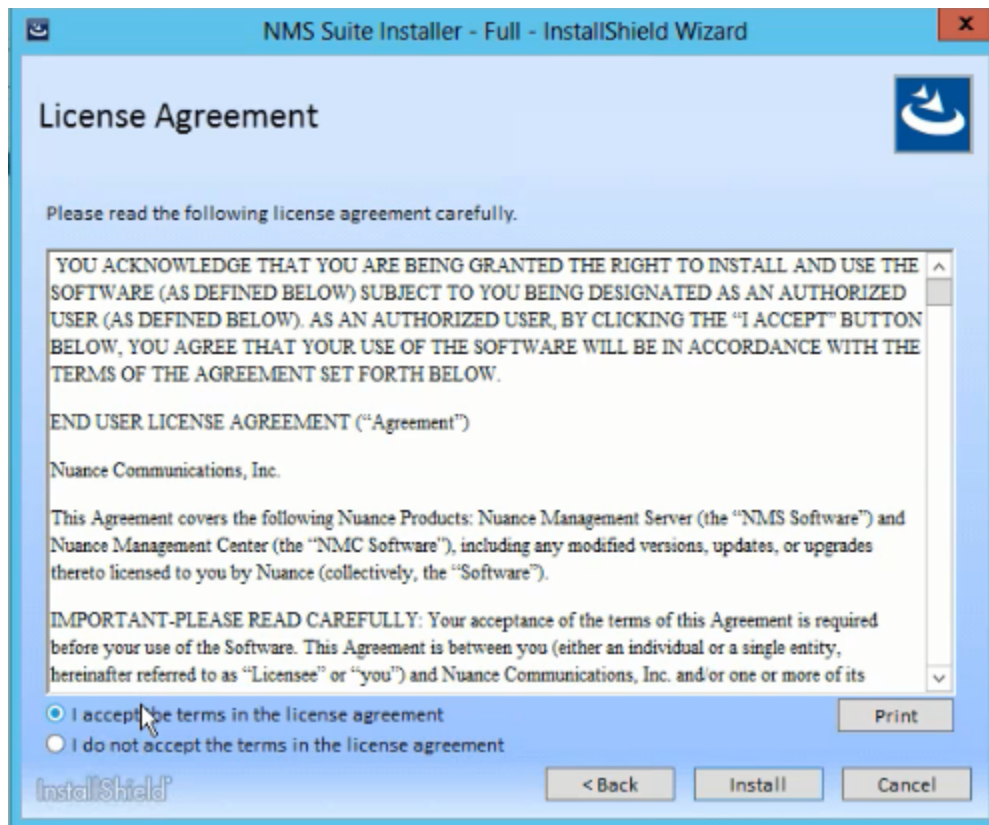 NMS Suite Installer - Full - InstallShield Wizard
x
License Agreement
Please read the following license agreement carefully.
YOU ACKNOWLEDGE THAT YOU ARE BEING GRANTED THE RIGHT TO INSTALL AND USE THE
SOFTWARE (AS DEFINED BELOW) SUBJECT TO YOU BEING DESIGNATED AS AN AUTHORIZED
USER (AS DEFINED BELOW). AS AN AUTHORIZED USER, BY CLICKING THE “I ACCEPT” BUTTON
BELOW, YOU AGREE THAT YOUR USE OF THE SOFTWARE WILL BE IN ACCORDANCE WITH THE
TERMS OF THE AGREEMENT SET FORTH BELOW.
END USER LICENSE AGREEMENT (“Agreement”)
Nuance Communications, Inc.
This Agreement covers the following Nuance Products: Nuance Management Server (the “NMS Software”) and
Nuance Management Center (the “NMC Software”), including any modified versions, updates, or upgrades
thereto licensed to you by Nuance (collectively, the “Software”).
IMPORTANT-PLEASE READ CAREFULLY: Your acceptance of the terms of this Agreement is required
before your use of the Software. This Agreement is between you (either an individual or a single entity,
hereinafter referred to as “Licensee” or “you”) and Nuance Communications, Inc. and/or one or more of its
I accept the terms in the license agreement
Print
I do not accept the terms in the license agreement
InstallShield
< Back
Install
Cancel